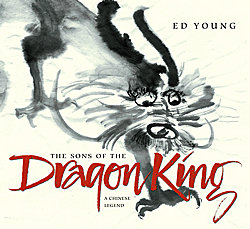 ED YOUNG
THE SONS OF THE
Dragon King
A CHINESE
LEGEND